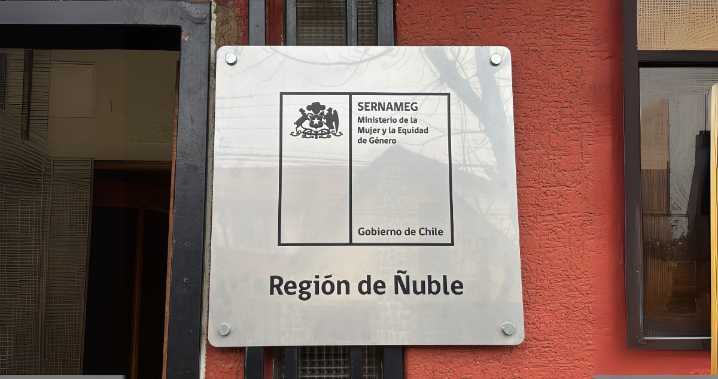 SERNAMEG
Ministerio de la
Mujer y la Equidad
de Género
Gobierno de Chile
Región de Ñuble